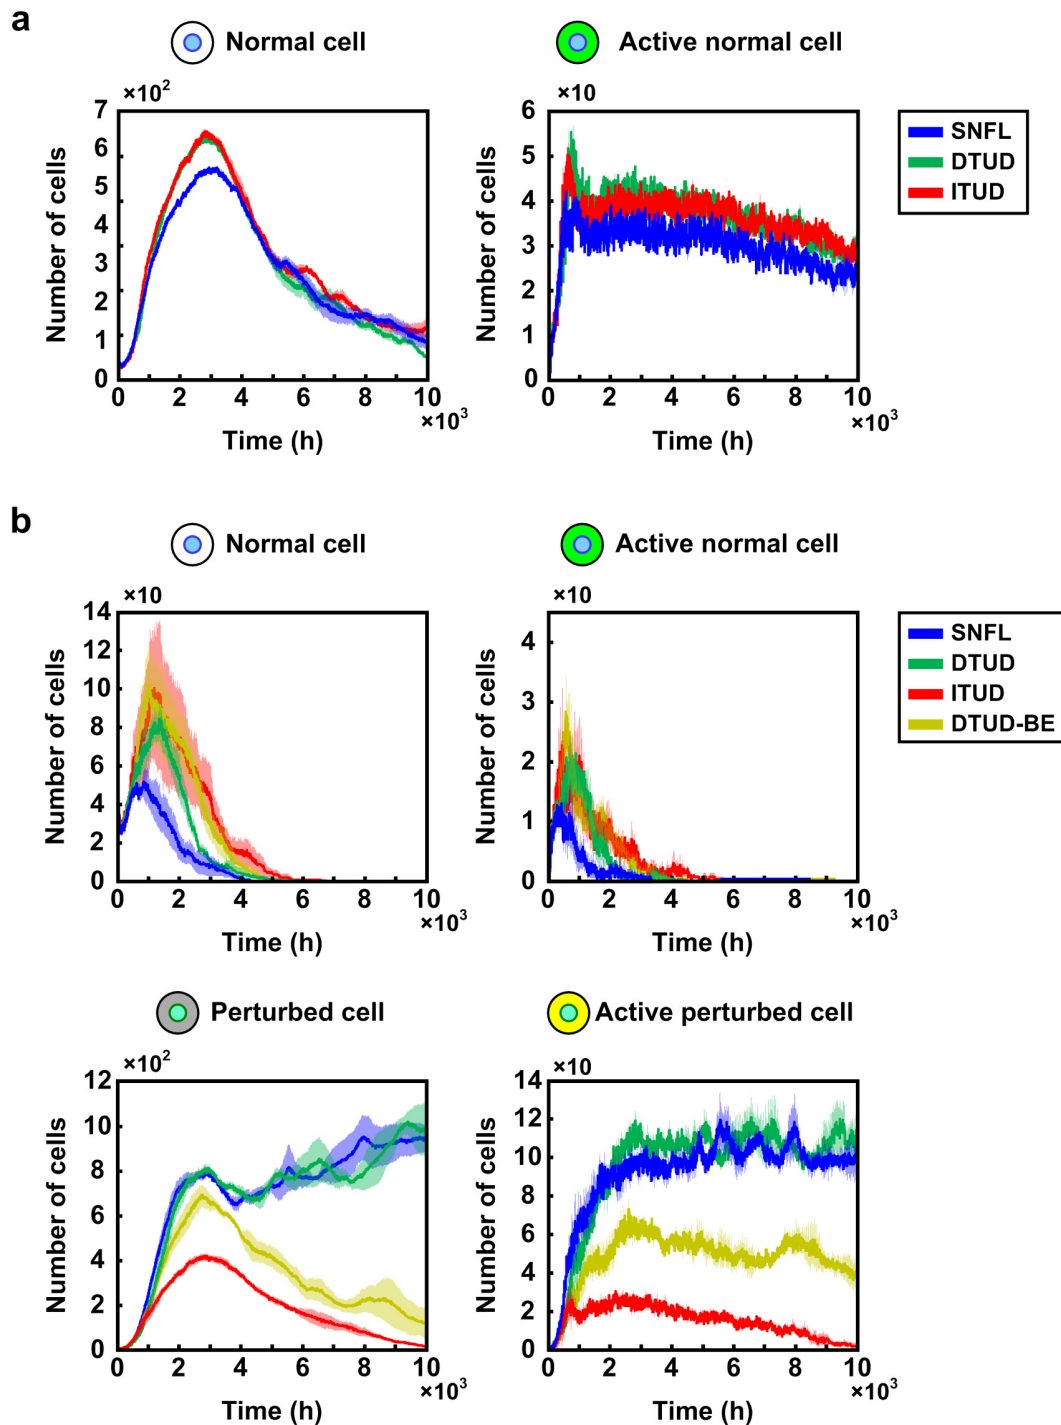 a
Normal cell
Active normal cell
×10²
7
6
5
4
3
2
1
0
Number of cells
0 2 4 6 8 10
×10³
Time (h)
×10
6
5
4
3
2
1
0
Number of cells
0 2 4 6 8 10
×10³
Time (h)
SNFL
DTUD
ITUD
b
Normal cell
Active normal cell
×10
14
12
10
8
6
4
2
0
Number of cells
0 2 4 6 8 10
×10³
Time (h)
×10
4
3
2
1
0
Number of cells
0 2 4 6 8 10
×10³
Time (h)
SNFL
DTUD
ITUD
DTUD-BE
Perturbed cell
Active perturbed cell
×10²
12
10
8
6
4
2
0
Number of cells
0 2 4 6 8 10
×10³
Time (h)
×10
14
12
10
8
6
4
2
0
Number of cells
0 2 4 6 8 10
×10³
Time (h)